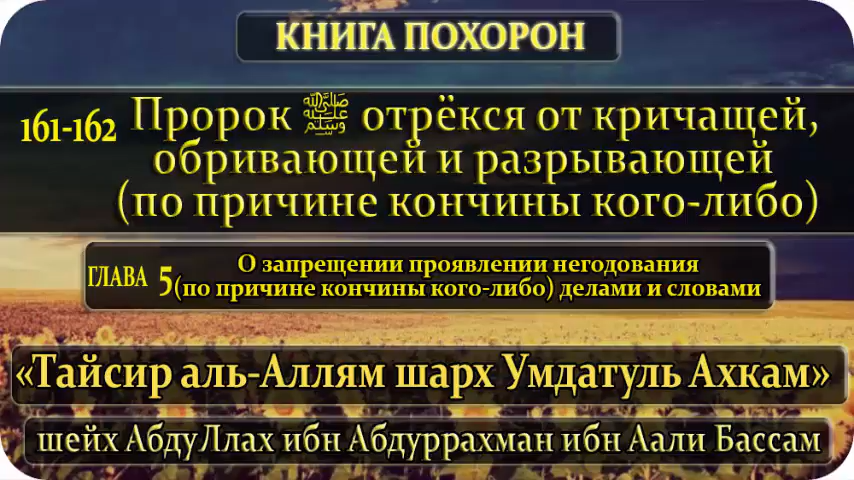 КНИГА ПОХОРОН
161-162 Пророк ﷺ отрёкся от кричащей,
обривающей и разрывающей
(по причине кончины кого-либо)
ГЛАВА 5 О запрещении проявлении негодования
(по причине кончины кого-либо) делами и словами
«Тайсир аль-Аллям шарх Умдатуль Ахкам»
шейх АбдуЛлах ибн Абдуррахман ибн Аали Бассам